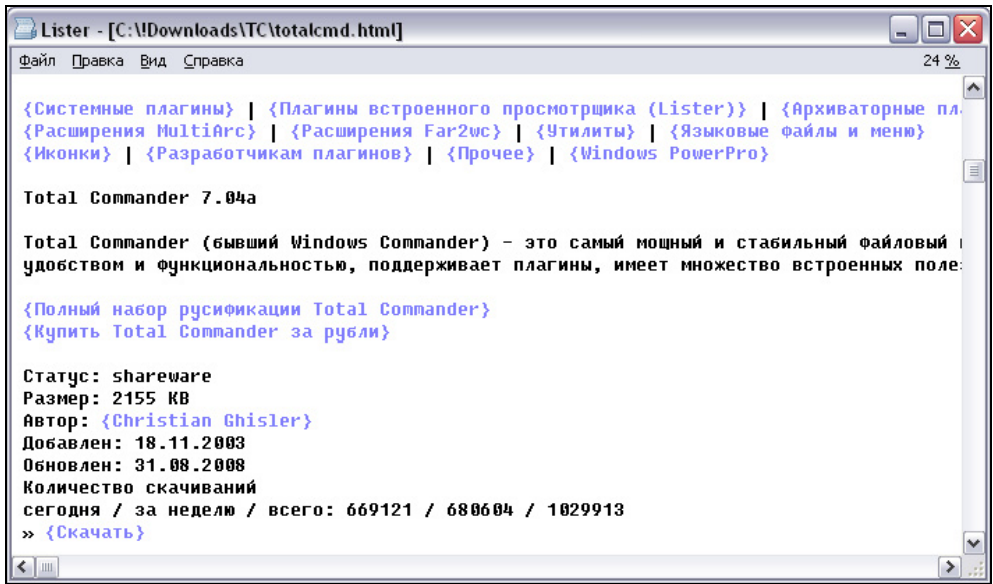 Lister - [C:\!Downloads\TC\totalcmd.html]
Файл Правка Вид Справка 24 %
{Системные плагины} | {Плагины встроенного просмотрщика (Lister)} | {Архиваторные
{Расширения MultiArc} | {Расширения Far2wc} | {Утилиты} | {Языковые файлы и меню}
{Иконки} | {Разработчикам плагинов} | {Прочее} | {Windows PowerPro}
Total Commander 7.04a
Total Commander (бывший Windows Commander) - это самый мощный и стабильный файловый
удобством и функциональностью, поддерживает плагины, имеет множество встроенных
{Полный набор русификации Total Commander}
{Купить Total Commander за рубли}
Статус: shareware
Размер: 2155 KB
Автор: {Christian Ghisler}
Добавлен: 18.11.2003
Обновлен: 31.08.2008
Количество скачиваний
сегодня / за неделю / всего: 669121 / 680604 / 1029913
» {Скачать}